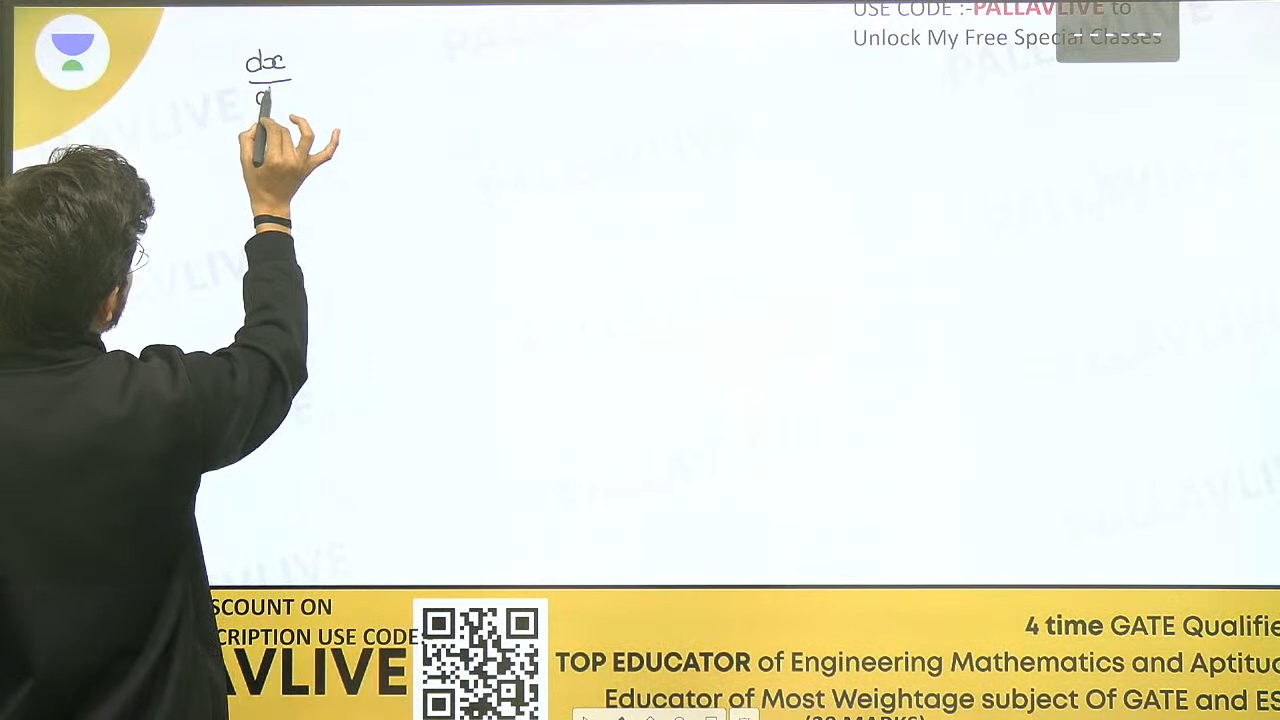 USE CODE :-PALLAVLIVE to
Unlock My Free Special Classes
dx
SCOUNT ON
CRIPTION USE CODE:
AVLIVE
4 time GATE Qualifie
TOP EDUCATOR of Engineering Mathematics and Aptitud
Educator of Most Weightage subject Of GATE and ES